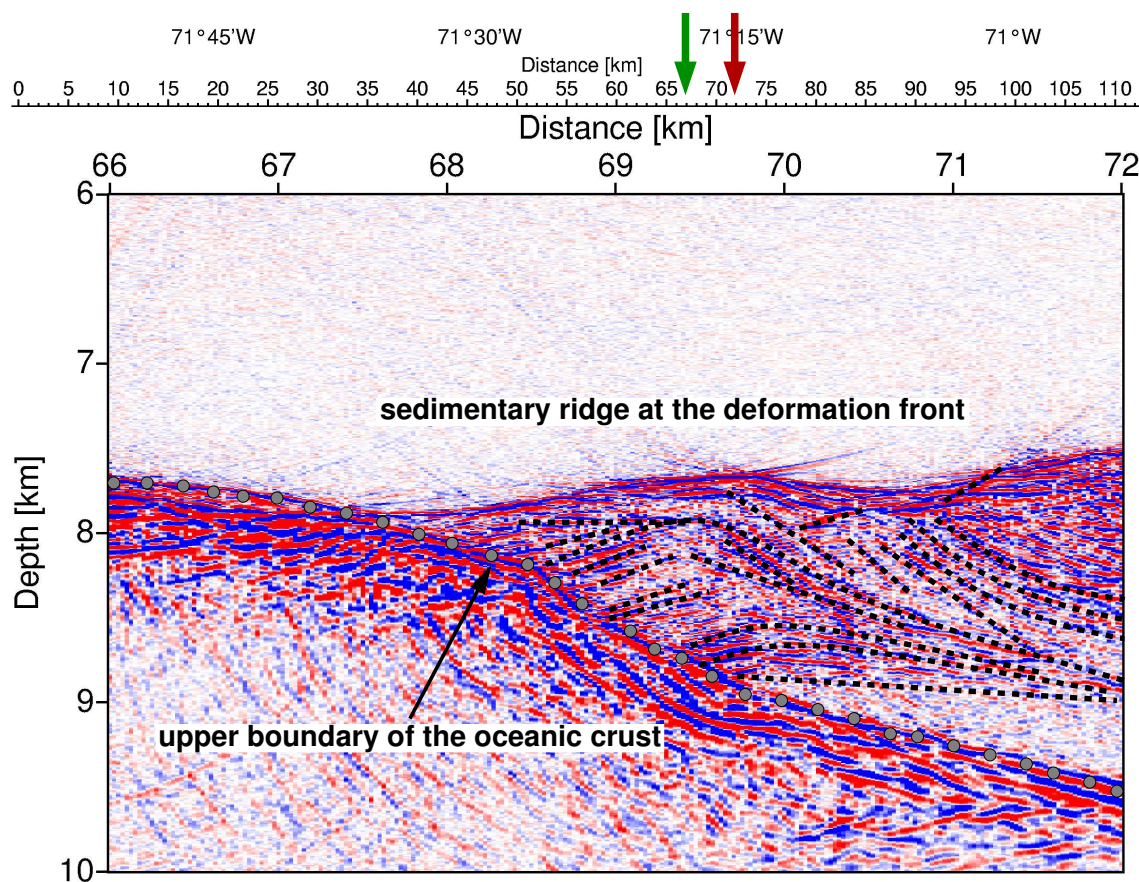 71°45'W 71°30'W 71°15'W 71°W
Distance [km]
0 5 10 15 20 25 30 35 40 45 50 55 60 65 70 75 80 85 90 95 100 105 110
Distance [km]
66 67 68 69 70 71 72
6
7
sedimentary ridge at the deformation front
Depth [km]
8
9
upper boundary of the oceanic crust
10